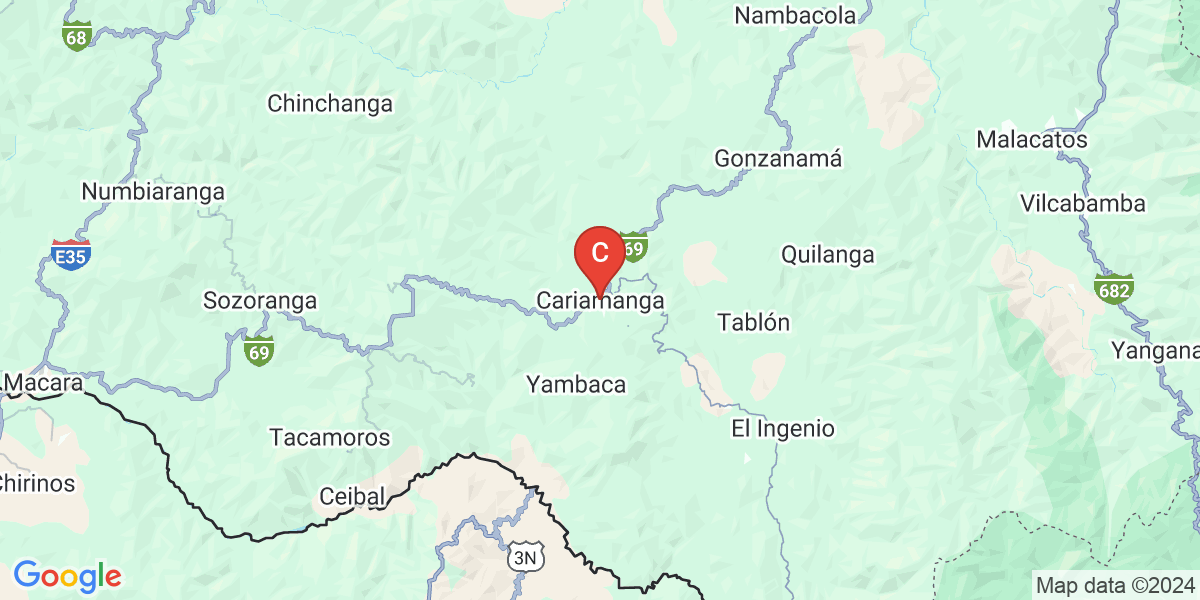 Nambacola
68
Chinchanga
Malacatos
Gonzanamá
Numbiaranga
Vilcabamba
69
C
E35
Quilanga
682
Sozoranga
Cariamanga
Tablón
69
Yangana
Macara
Yambaca
El Ingenio
Tacamoros
Chirinos
Ceibal
3N
Google
Map data ©2024